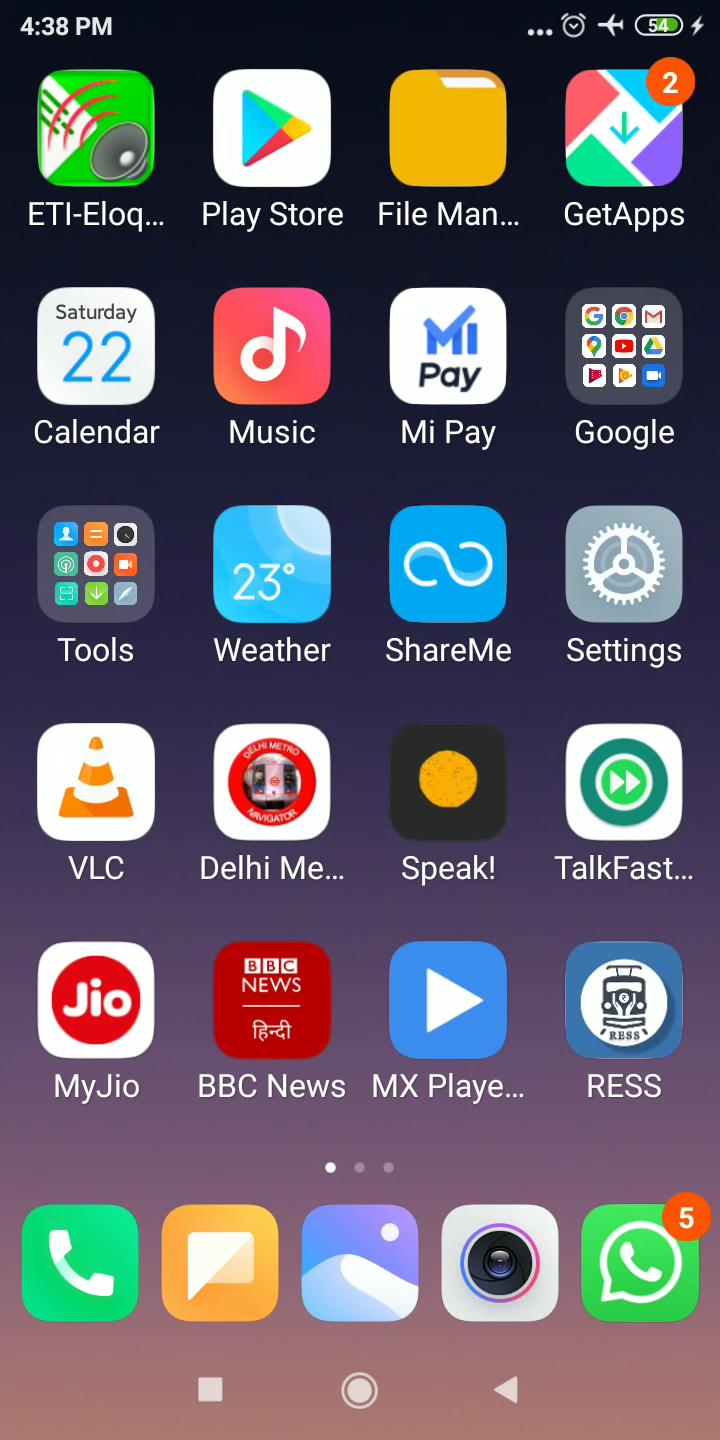 4:38 PM
54
2
ETI-Eloq...
Play Store
File Man...
GetApps
Saturday
22
Mi
Pay
Calendar
Music
Mi Pay
Google
23°
Tools
Weather
ShareMe
Settings
DELHI METRO
NAVIGATOR
VLC
Delhi Me...
Speak!
TalkFast...
Jio
BBC
NEWS
हिन्दी
RESS
MyJio
BBC News
MX Playe...
RESS
5